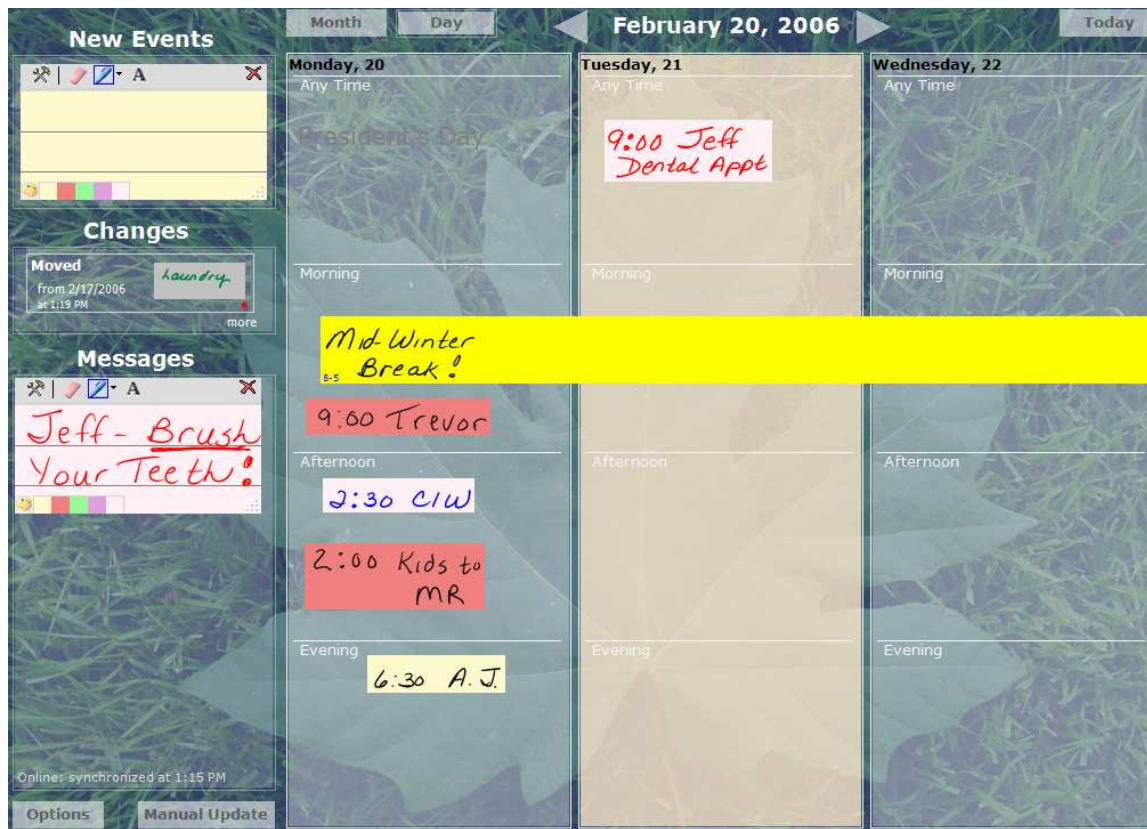 New Events
A
Changes
Moved
from 2/17/2006
at 1:19 PM
Laundry
more
Messages
A
Jeff - Brush
Your Teeth!
Online: synchronized at 1:15 PM
Options
Manual Update
Month
Day
February 20, 2006
Today
Monday, 20
Any Time
President's Day
Morning
Mid-Winter
Break!
S-5
9:00 Trevor
Afternoon
2:30 CIW
2:00 Kids to
MR
Evening
6:30 A.J.
Tuesday, 21
Any Time
9:00 Jeff
Dental Appt
Morning
Afternoon
Evening
Wednesday, 22
Any Time
Morning
Afternoon
Evening